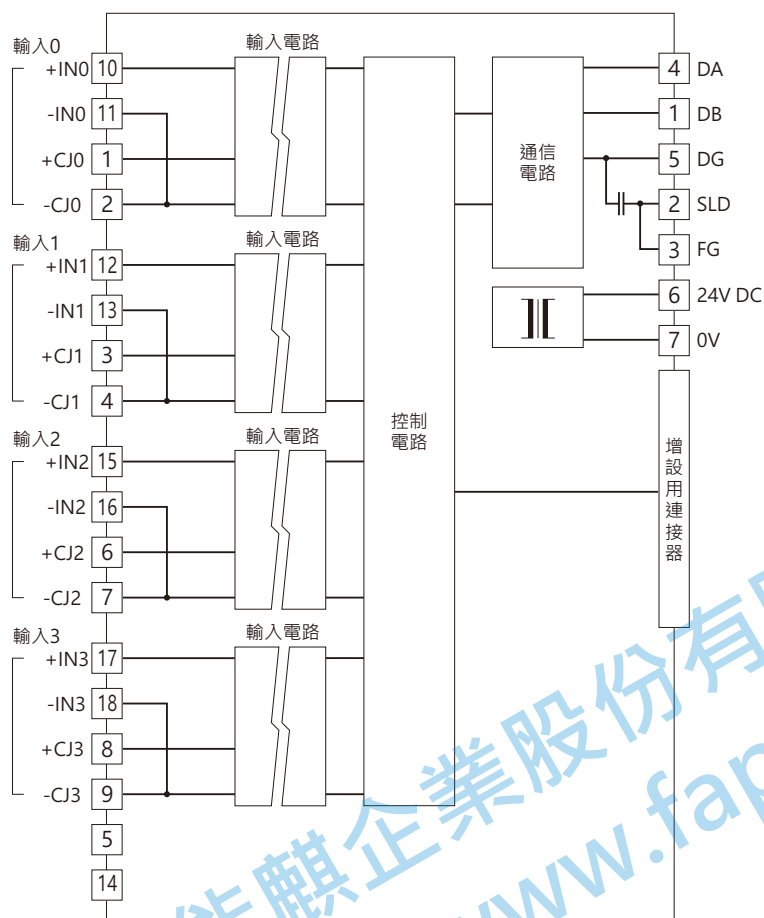 輸入0
輸入電路
+IN0 10
-IN0 11
+CJ0 1
-CJ0 2
輸入1
輸入電路
+IN1 12
-IN1 13
+CJ1 3
-CJ1 4
輸入2
輸入電路
+IN2 15
-IN2 16
+CJ2 6
-CJ2 7
輸入3
輸入電路
+IN3 17
-IN3 18
+CJ3 8
-CJ3 9
5
14
控制
電路
通信
電路
4 DA
1 DB
5 DG
2 SLD
3 FG
6 24V DC
7 0V
增設用連接器
麒企業股份有
www.fap